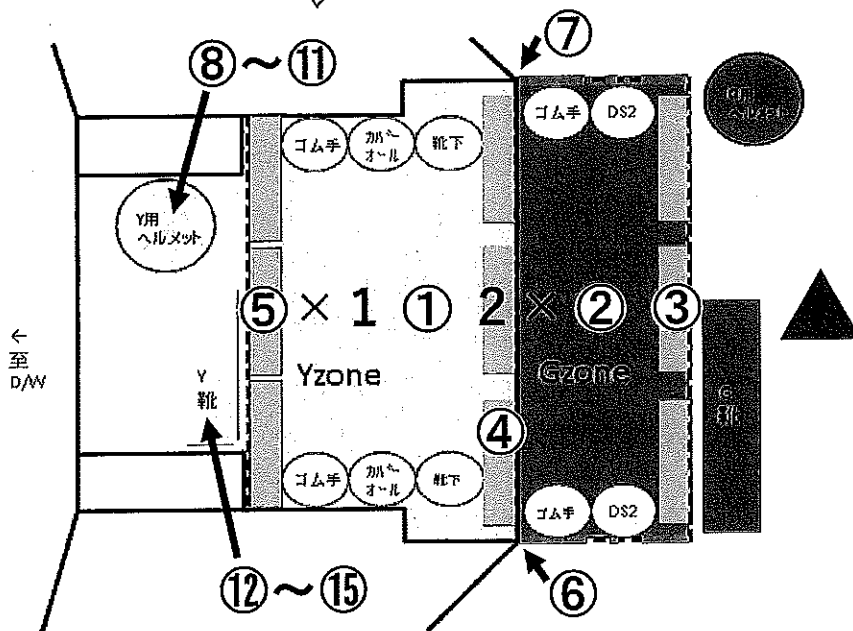 ⑦
⑧～⑪
ゴム手
カバーオール
靴下
ゴム手
DS2
G用
ヘルメット
Y用
ヘルメット
⑤ × 1 ① 2 × ② ③
←
至
D/W
Yzone
Gzone
Y
靴
G
靴
④
ゴム手
カバーオール
靴下
ゴム手
DS2
⑫～⑮
⑥